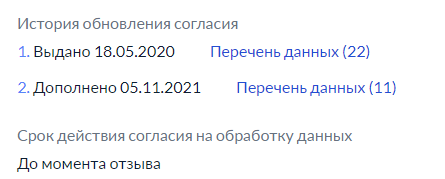 История обновления согласия
1. Выдано 18.05.2020 Перечень данных (22)
2. Дополнено 05.11.2021 Перечень данных (11)
Срок действия согласия на обработку данных
До момента отзыва